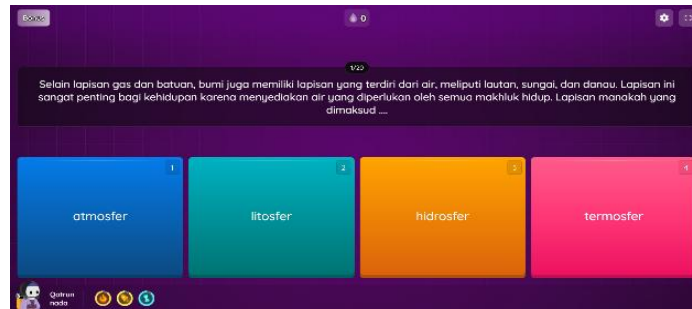 Bonus
0
1/20
Selain lapisan gas dan batuan, bumi juga memiliki lapisan yang terdiri dari air, meliputi lautan, sungai, dan danau. Lapisan ini
sangat penting bagi kehidupan karena menyediakan air yang diperlukan oleh semua makhluk hidup. Lapisan manakah yang
dimaksud ....
1
2
3
4
atmosfer
litosfer
hidrosfer
termosfer
Qatrun
nada